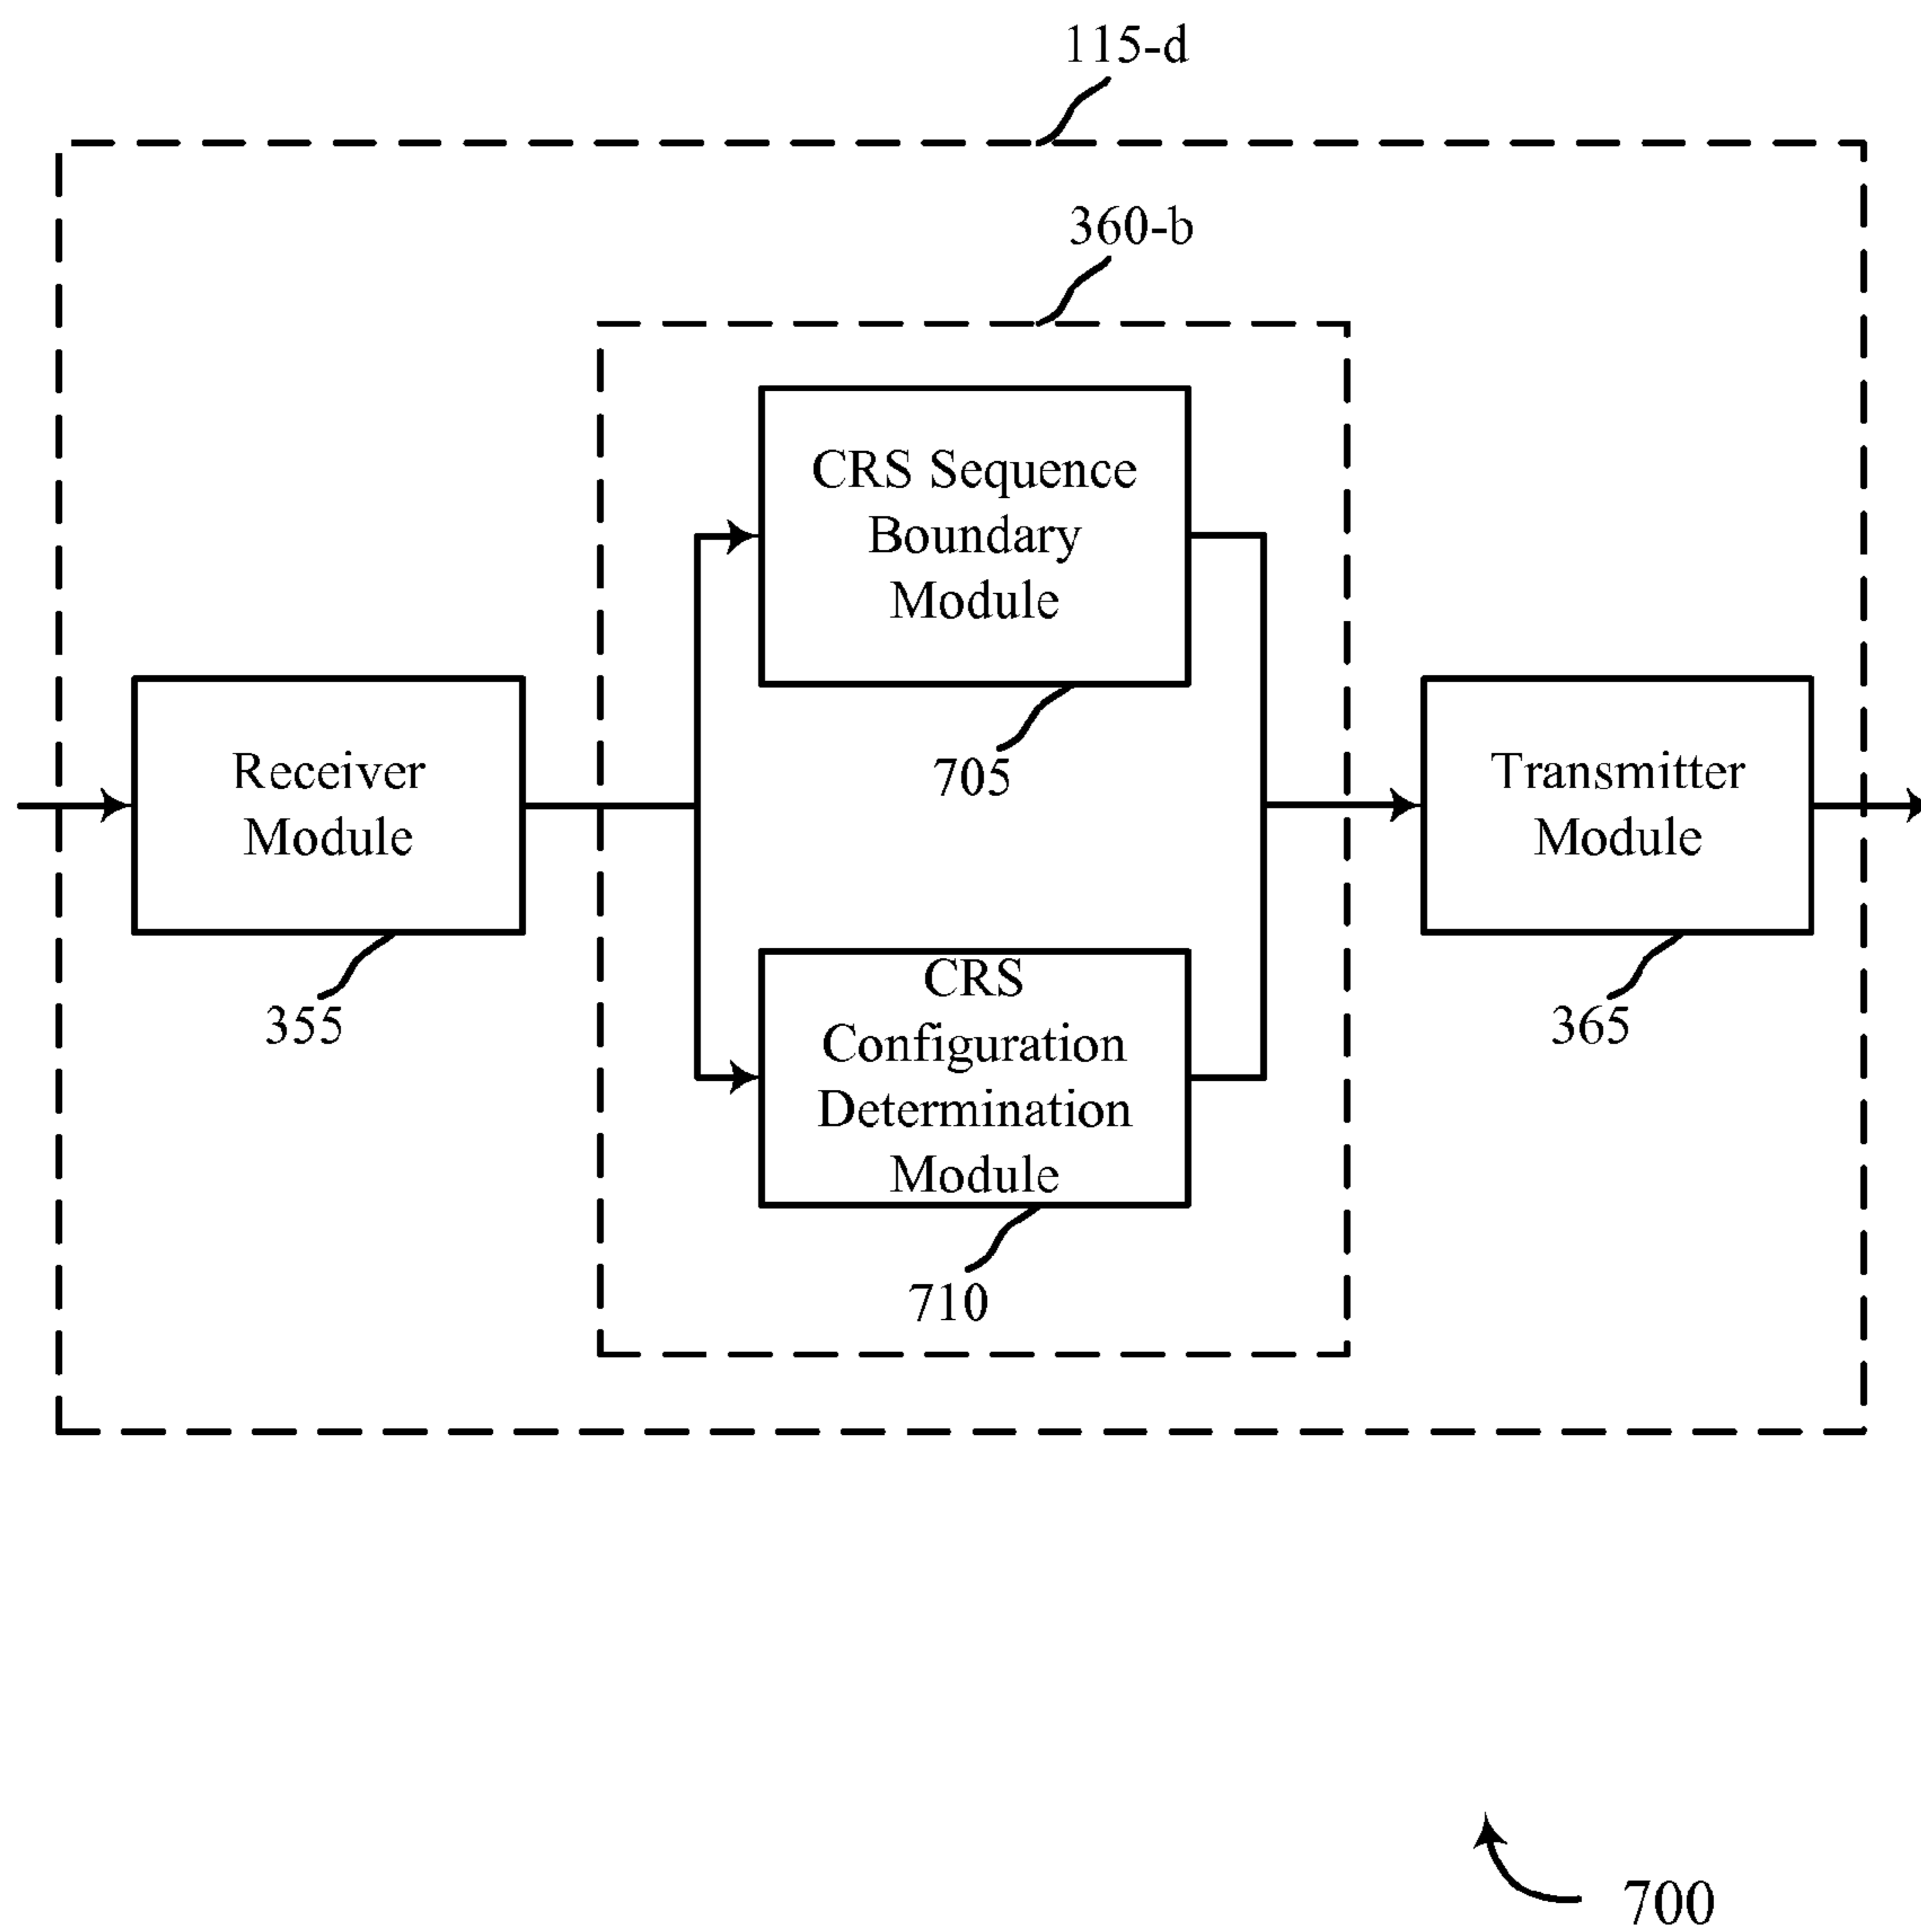 115-d
360-b
CRS Sequence
Boundary
Module
705
Receiver
Module
355
Transmitter
Module
365
CRS
Configuration
Determination
Module
710
700